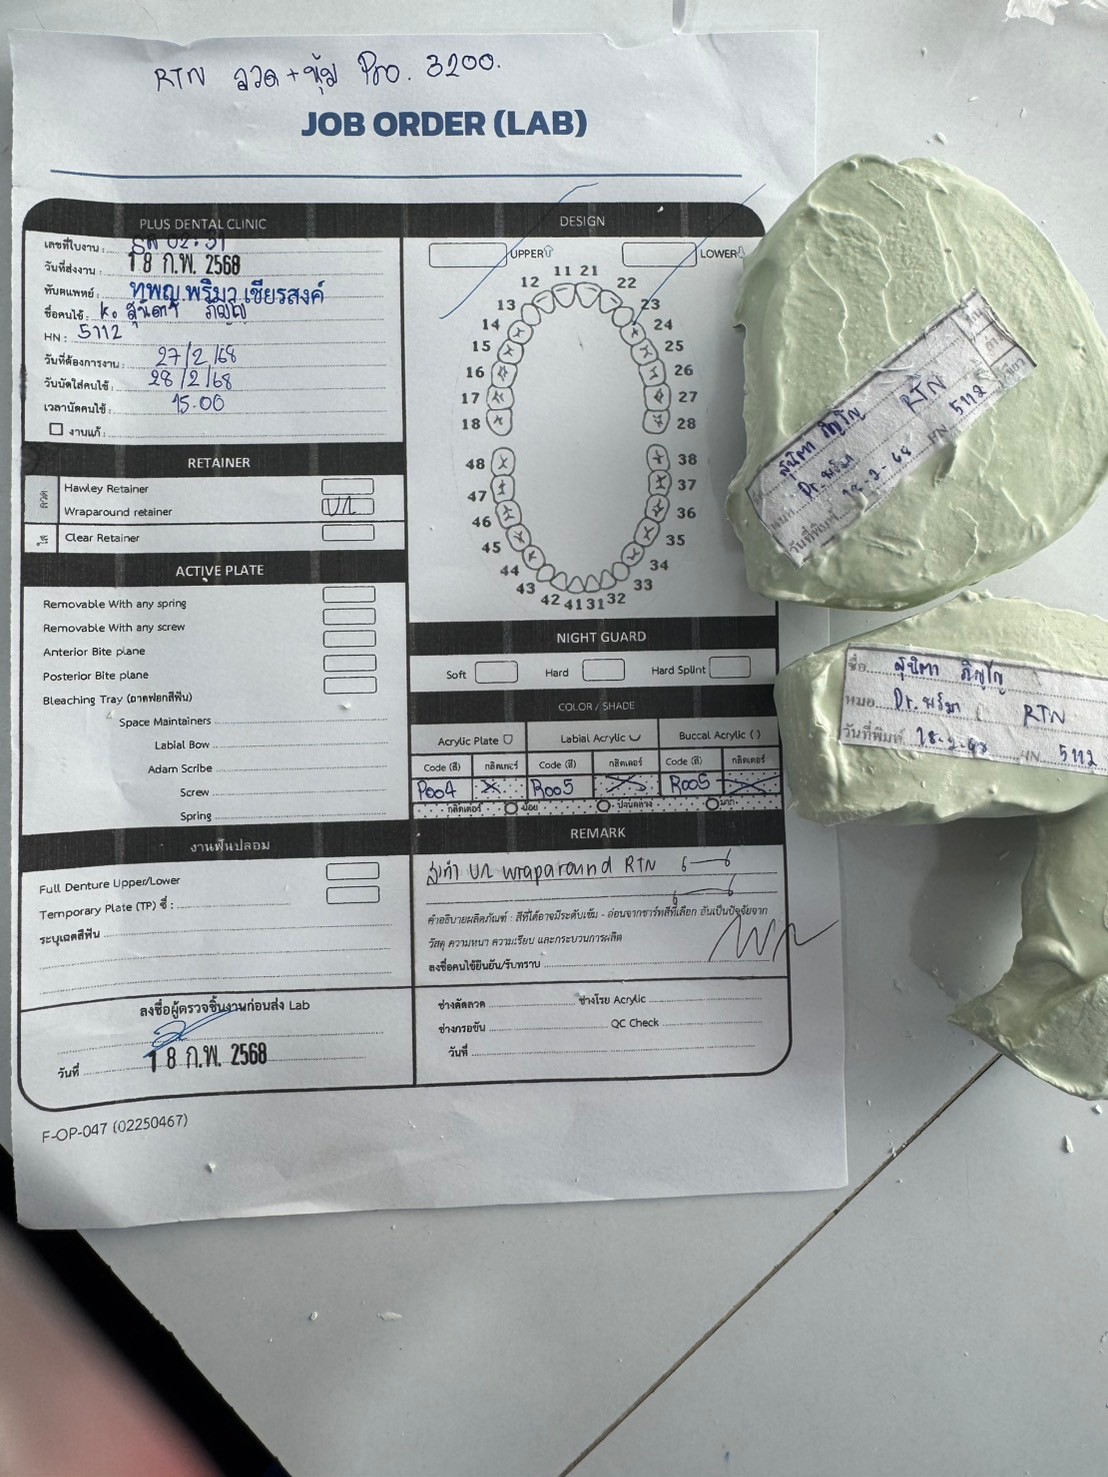 RTN ลวด+หุ้ม Pro. 3200.
JOB ORDER (LAB)
PLUS DENTAL CLINIC
เลขที่ใบงาน : 02:31
วันที่ส่งงาน : 18 ก.พ. 2568
ทันตแพทย์ : ทพญ.พริมา เชียรสงค์
ชื่อคนไข้ : K. สุนิตา ภิญโญ
HN : 5112
วันที่ต้องการงาน : 27/2/68
วันนัดใส่คนไข้ : 28/2/68
เวลานัดคนไข้ : 15.00
งานแก้ :
RETAINER
ลวด
Hawley Retainer
Wraparound retainer U/L
ใส
Clear Retainer
ACTIVE PLATE
Removable With any spring
Removable With any screw
Anterior Bite plane
Posterior Bite plane
Bleaching Tray (ถาดฟอกสีฟัน)
Space Maintainers
Labial Bow
Adam Scribe
Screw
Spring
งานฟันปลอม
Full Denture Upper/Lower
Temporary Plate (TP) ซี่ :
ระบุเฉดสีฟัน
ลงชื่อผู้ตรวจชิ้นงานก่อนส่ง Lab
วันที่ 18 ก.พ. 2568
F-OP-047 (02250467)
DESIGN
UPPER LOWER
11 21
12 22
13 23
14 24
15 25
16 26
17 27
18 28
48 38
47 37
46 36
45 35
44 34
43 33
42 41 31 32
NIGHT GUARD
Soft Hard Hard Splint
COLOR / SHADE
Acrylic Plate Labial Acrylic Buccal Acrylic ( )
Code (สี) กลิตเตอร์ Code (สี) กลิตเตอร์ Code (สี) กลิตเตอร์
P004 X R005 X R005 X
กลิตเตอร์ น้อย ปานกลาง มาก
REMARK
U/L wraparound RTN 6—6
6—6
คำอธิบายผลิตภัณฑ์ : สีที่ได้อาจมีระดับเข้ม - อ่อนจากชาร์ทสีที่เลือก อันเป็นปัจจัยจาก
วัสดุ ความหนา ความเรียบ และกระบวนการผลิต
ลงชื่อคนไข้ยืนยัน/รับทราบ
ช่างดัดลวด ช่างโรย Acrylic
ช่างกรอขัด QC Check
วันที่
สุนิตา ภิญโญ
Dr. พริมา RTN
วันที่พิมพ์ 18-2-68 HN 5112
ชื่อ สุนิตา ภิญโญ
หมอ Dr. พริมา RTN
วันที่พิมพ์ 18-2-68 HN 5112